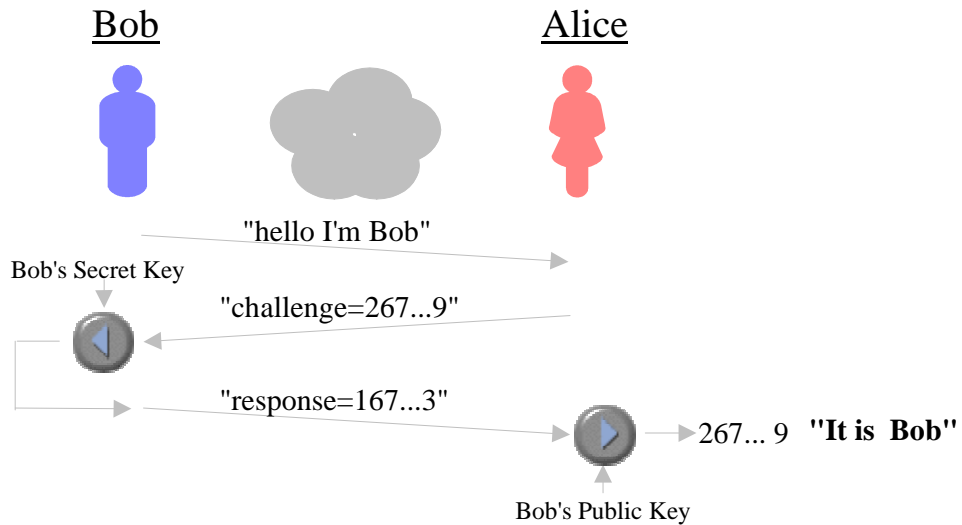 Bob
Alice
"hello I'm Bob"
Bob's Secret Key
"challenge=267...9"
"response=167...3"
267... 9 "It is Bob"
Bob's Public Key